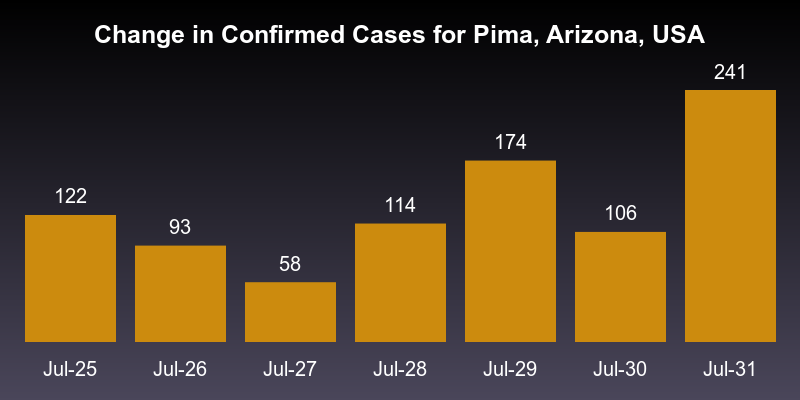 Change in Confirmed Cases for Pima, Arizona, USA
122
93
58
114
174
106
241
Jul-25
Jul-26
Jul-27
Jul-28
Jul-29
Jul-30
Jul-31